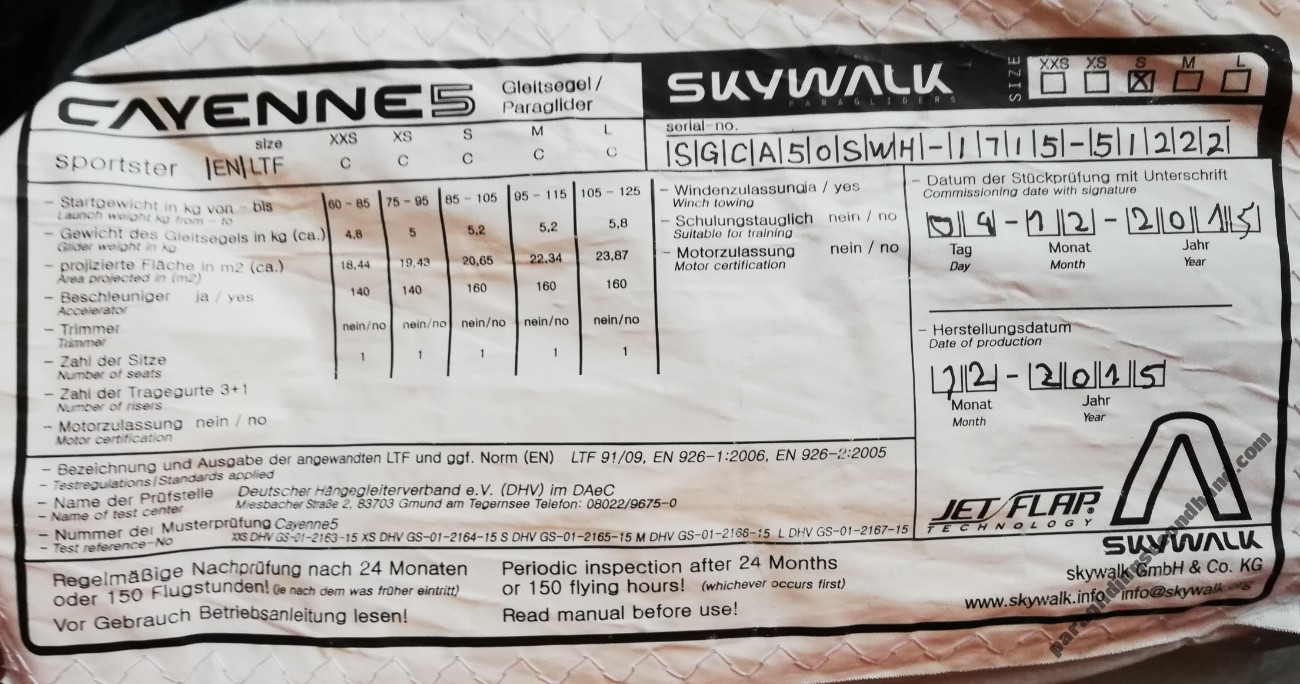 CAYENNE5 Gleitsegel / Paraglider
size XXS XS S M L
sportster |EN|LTF C C C C C
SKYWALK
PARAGLIDERS
SIZE XXS XS S M L
☐ ☐ ☒ ☐ ☐
serial-no.
|S|G|C|A|5|0|S|W|H|-|1|7|1|5|-|5|1|2|2|2|
- Startgewicht in kg von - bis 60 - 85 75 - 95 85 - 105 95 - 115 105 - 125
Launch weight kg from - to
- Gewicht des Gleitsegels in kg (ca.) 4,8 5 5,2 5,2 5,8
Glider weight in kg
- projizierte Fläche in m2 (ca.) 18,44 19,43 20,65 22,34 23,87
Area projected in (m2)
- Beschleuniger ja / yes 140 140 160 160 160
Accelerator
- Trimmer nein/no nein/no nein/no nein/no nein/no
Trimmer
- Zahl der Sitze 1 1 1 1 1
Number of seats
- Zahl der Tragegurte 3+1
Number of risers
- Motorzulassung nein / no
Motor certification
- Windenzulassungja / yes
Winch towing
- Schulungstauglich nein / no
Suitable for training
- Motorzulassung nein / no
Motor certification
- Datum der Stückprüfung mit Unterschrift
Commissioning date with signature
-12-2015
Tag Monat Jahr
Day Month Year
- Herstellungsdatum
Date of production
12-2015
Monat Jahr
Month Year
- Bezeichnung und Ausgabe der angewandten LTF und ggf. Norm (EN) LTF 91/09, EN 926-1:2006, EN 926-2:2005
- Testregulations/Standards applied
- Name der Prüfstelle Deutscher Hängegleiterverband e.V. (DHV) im DAeC
- Name of test center Miesbacher Straße 2, 83703 Gmund am Tegernsee Telefon: 08022/9675-0
- Nummer der Musterprüfung Cayenne5
- Test reference-No XXS DHV GS-01-2163-15 XS DHV GS-01-2164-15 S DHV GS-01-2165-15 M DHV GS-01-2166-15 L DHV GS-01-2167-15
JET/FLAP.
TECHNOLOGY
SKYWALK
Regelmäßige Nachprüfung nach 24 Monaten
oder 150 Flugstunden! (je nach dem was früher eintritt)
Vor Gebrauch Betriebsanleitung lesen!
Periodic inspection after 24 Months
or 150 flying hours! (whichever occurs first)
Read manual before use!
skywalk GmbH & Co. KG
www.skywalk.info info@skywalk